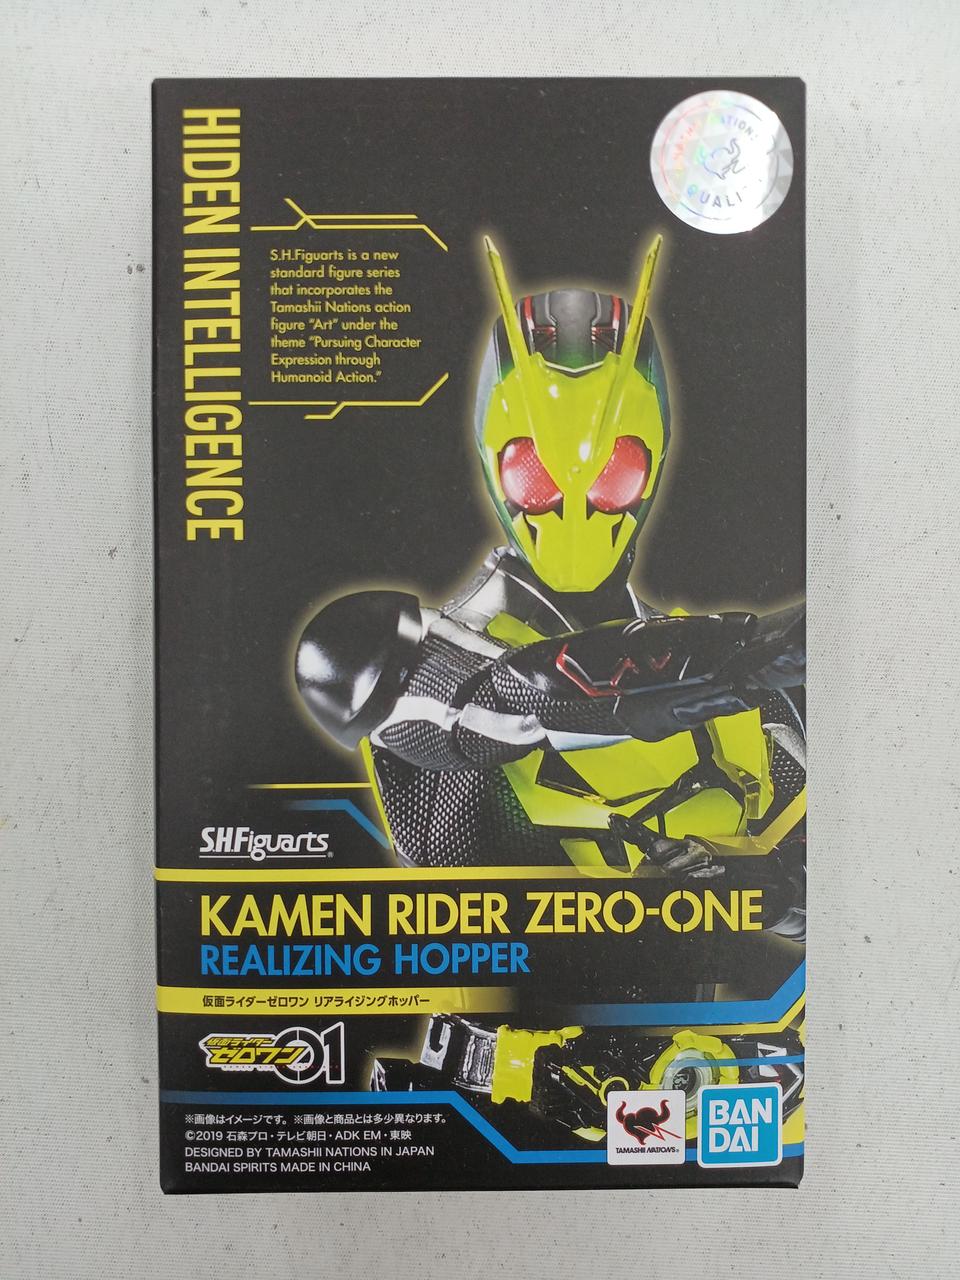 HIDEN INTELLIGENCE
S.H.Figuarts is a new
standard figure series
that incorporates the
Tamashii Nations action
figure "Art" under the
theme "Pursuing Character
Expression through
Humanoid Action."
S.H.Figuarts®
KAMEN RIDER ZERO-ONE
REALIZING HOPPER
仮面ライダーゼロワン リアライジングホッパー
仮面ライダー
ゼロワン 01
※画像はイメージです。※画像と商品とは多少異なります。
©2019 石森プロ・テレビ朝日・ADK EM・東映
DESIGNED BY TAMASHII NATIONS IN JAPAN
BANDAI SPIRITS MADE IN CHINA
TAMASHII NATIONS®
BAN
DAI